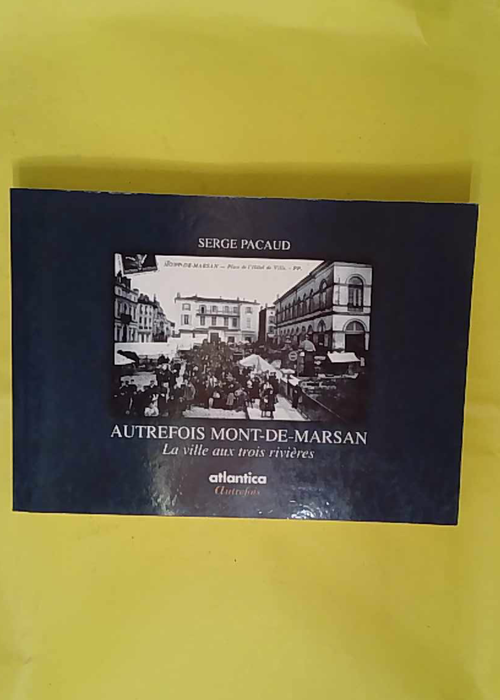 SERGE PACAUD
MONT-DE-MARSAN - Place de l'Hôtel de Ville. - PP.
AUTREFOIS MONT-DE-MARSAN
La ville aux trois rivières
atlantica
Autrefois